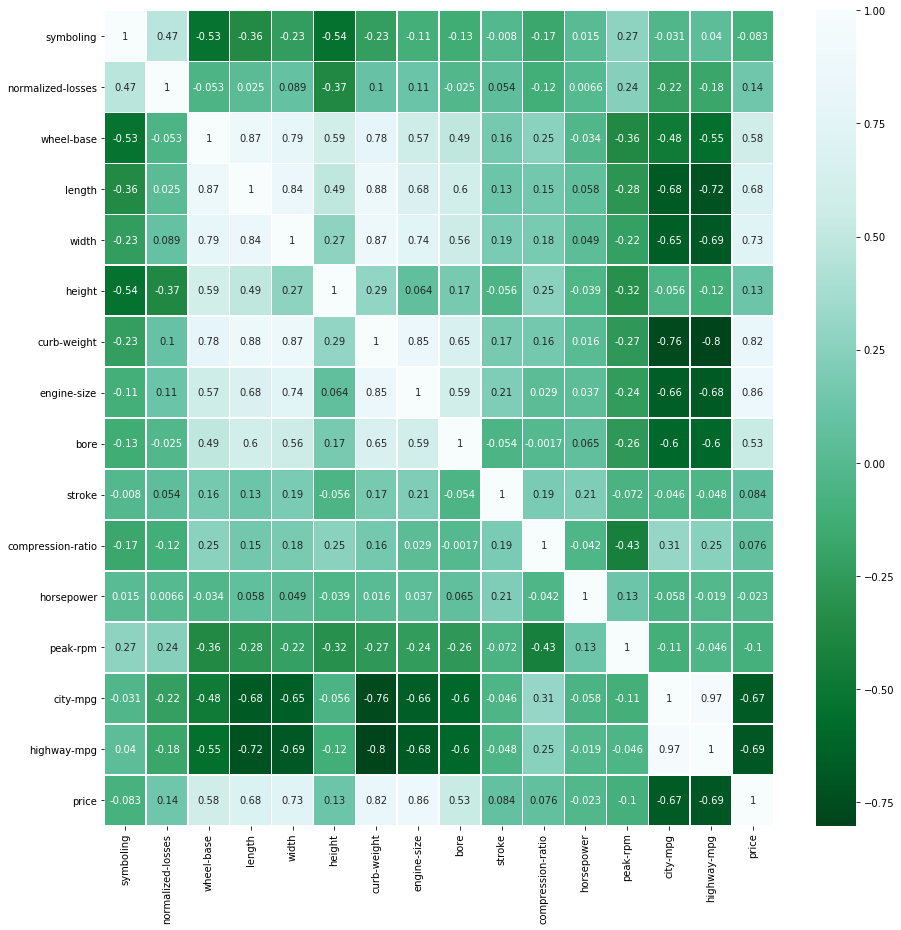 symboling 1 0.47 -0.53 -0.36 -0.23 -0.54 -0.23 -0.11 -0.13 -0.008 -0.17 0.015 0.27 -0.031 0.04 -0.083
normalized-losses 0.47 1 -0.053 0.025 0.089 -0.37 0.1 0.11 -0.025 0.054 -0.12 0.0066 0.24 -0.22 -0.18 0.14
wheel-base -0.53 -0.053 1 0.87 0.79 0.59 0.78 0.57 0.49 0.16 0.25 -0.034 -0.36 -0.48 -0.55 0.58
length -0.36 0.025 0.87 1 0.84 0.49 0.88 0.68 0.6 0.13 0.15 0.058 -0.28 -0.68 -0.72 0.68
width -0.23 0.089 0.79 0.84 1 0.27 0.87 0.74 0.56 0.19 0.18 0.049 -0.22 -0.65 -0.69 0.73
height -0.54 -0.37 0.59 0.49 0.27 1 0.29 0.064 0.17 -0.056 0.25 -0.039 -0.32 -0.056 -0.12 0.13
curb-weight -0.23 0.1 0.78 0.88 0.87 0.29 1 0.85 0.65 0.17 0.16 0.016 -0.27 -0.76 -0.8 0.82
engine-size -0.11 0.11 0.57 0.68 0.74 0.064 0.85 1 0.59 0.21 0.029 0.037 -0.24 -0.66 -0.68 0.86
bore -0.13 -0.025 0.49 0.6 0.56 0.17 0.65 0.59 1 -0.054 -0.0017 0.065 -0.26 -0.6 -0.6 0.53
stroke -0.008 0.054 0.16 0.13 0.19 -0.056 0.17 0.21 -0.054 1 0.19 0.21 -0.072 -0.046 -0.048 0.084
compression-ratio -0.17 -0.12 0.25 0.15 0.18 0.25 0.16 0.029 -0.0017 0.19 1 -0.042 -0.43 0.31 0.25 0.076
horsepower 0.015 0.0066 -0.034 0.058 0.049 -0.039 0.016 0.037 0.065 0.21 -0.042 1 0.13 -0.058 -0.019 -0.023
peak-rpm 0.27 0.24 -0.36 -0.28 -0.22 -0.32 -0.27 -0.24 -0.26 -0.072 -0.43 0.13 1 -0.11 -0.046 -0.1
city-mpg -0.031 -0.22 -0.48 -0.68 -0.65 -0.056 -0.76 -0.66 -0.6 -0.046 0.31 -0.058 -0.11 1 0.97 -0.67
highway-mpg 0.04 -0.18 -0.55 -0.72 -0.69 -0.12 -0.8 -0.68 -0.6 -0.048 0.25 -0.019 -0.046 0.97 1 -0.69
price -0.083 0.14 0.58 0.68 0.73 0.13 0.82 0.86 0.53 0.084 0.076 -0.023 -0.1 -0.67 -0.69 1
symboling
normalized-losses
wheel-base
length
width
height
curb-weight
engine-size
bore
stroke
compression-ratio
horsepower
peak-rpm
city-mpg
highway-mpg
price
1.00
0.75
0.50
0.25
0.00
−0.25
−0.50
−0.75